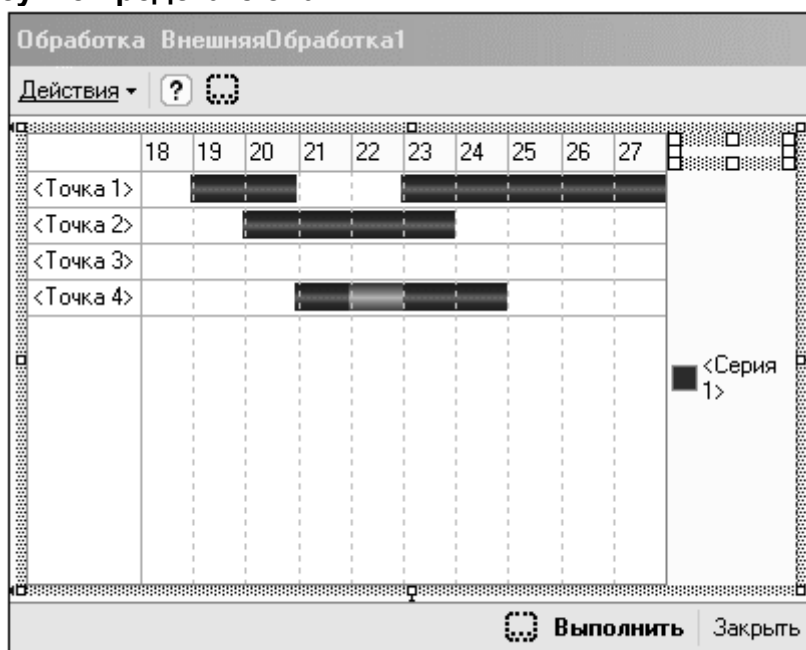 Обработка ВнешняяОбработка1
Действия ?
18 19 20 21 22 23 24 25 26 27
<Точка 1>
<Точка 2>
<Точка 3>
<Точка 4>
<Серия
1>
Выполнить Закрыть